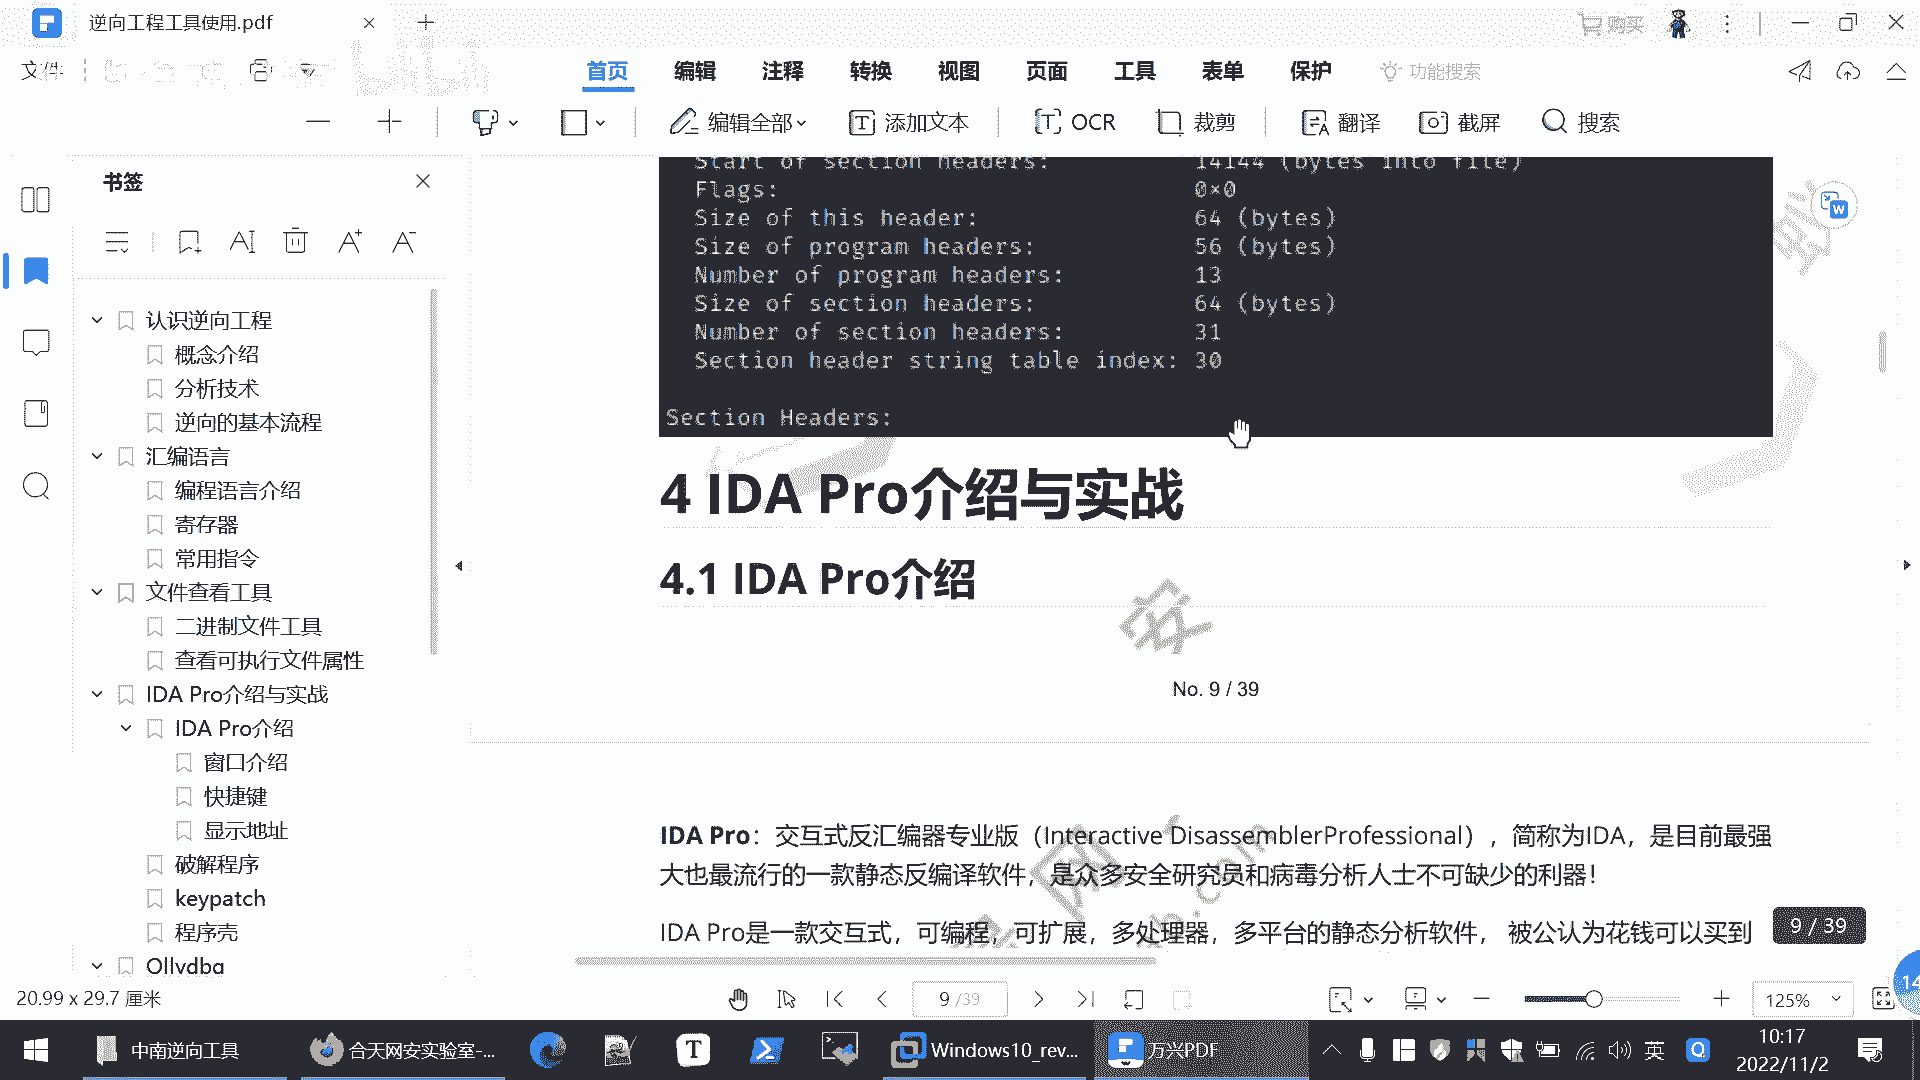 逆向工程工具使用.pdf
购买
文件
首页
编辑
注释
转换
视图
页面
工具
表单
保护
功能搜索
编辑全部
添加文本
OCR
裁剪
翻译
截屏
搜索
书签
认识逆向工程
概念介绍
分析技术
逆向的基本流程
汇编语言
编程语言介绍
寄存器
常用指令
文件查看工具
二进制文件工具
查看可执行文件属性
IDA Pro介绍与实战
IDA Pro介绍
窗口介绍
快捷键
显示地址
破解程序
keypatch
程序壳
Ollydbg
Start of section headers: 14144 (bytes into file)
Flags: 0×0
Size of this header: 64 (bytes)
Size of program headers: 56 (bytes)
Number of program headers: 13
Size of section headers: 64 (bytes)
Number of section headers: 31
Section header string table index: 30
Section Headers:
4 IDA Pro介绍与实战
4.1 IDA Pro介绍
No. 9 / 39
IDA Pro：交互式反汇编器专业版（Interactive DisassemblerProfessional），简称为IDA，是目前最强
大也最流行的一款静态反编译软件，是众多安全研究员和病毒分析人士不可缺少的利器！
IDA Pro是一款交互式，可编程，可扩展，多处理器，多平台的静态分析软件， 被公认为花钱可以买到
9 / 39
20.99 x 29.7 厘米
9 /39
125%
中南逆向工具
合天网安实验室-...
Windows10_rev...
万兴PDF
英
10:17
2022/11/2